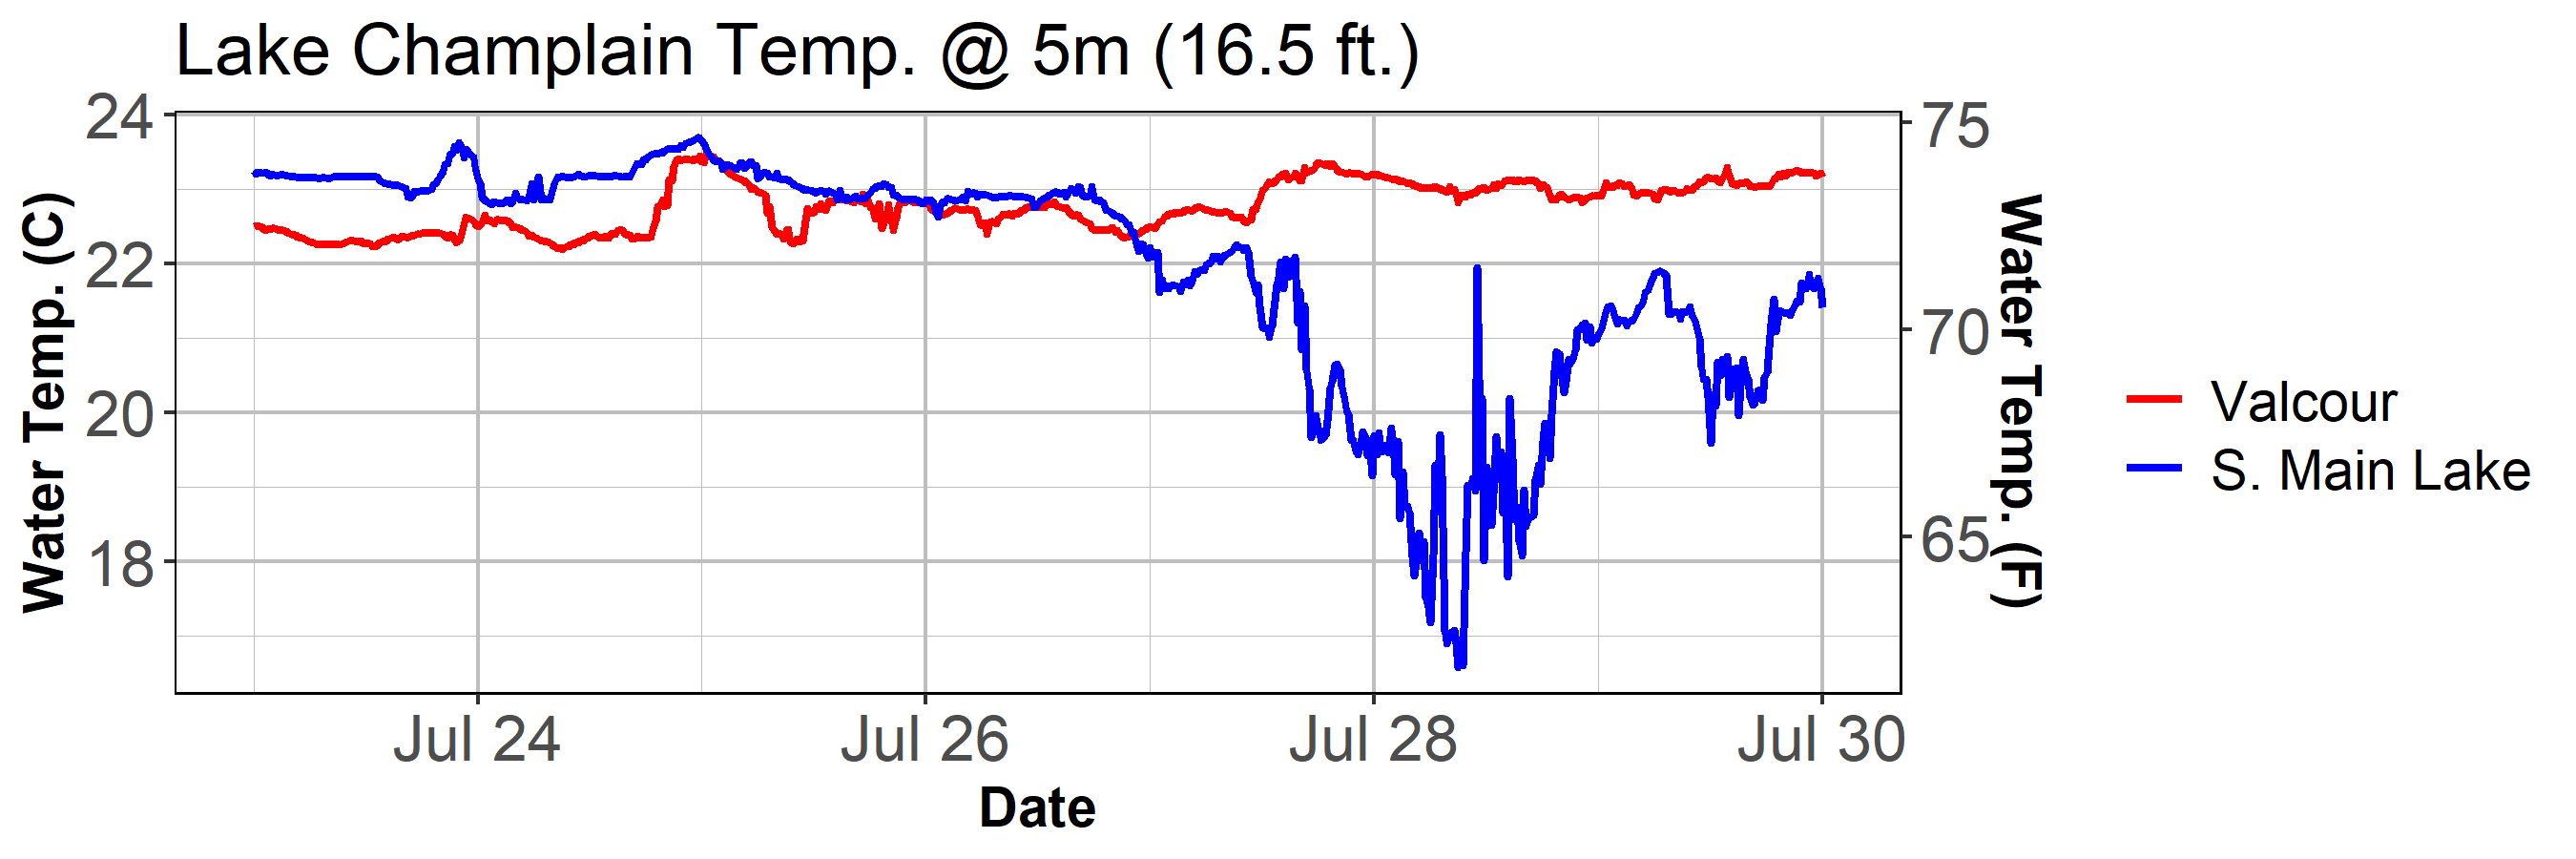 Lake Champlain Temp. @ 5m (16.5 ft.)
Water Temp. (C)
24
22
20
18
75
70
65
Water Temp. (F)
Jul 24
Jul 26
Jul 28
Jul 30
Date
Valcour
S. Main Lake